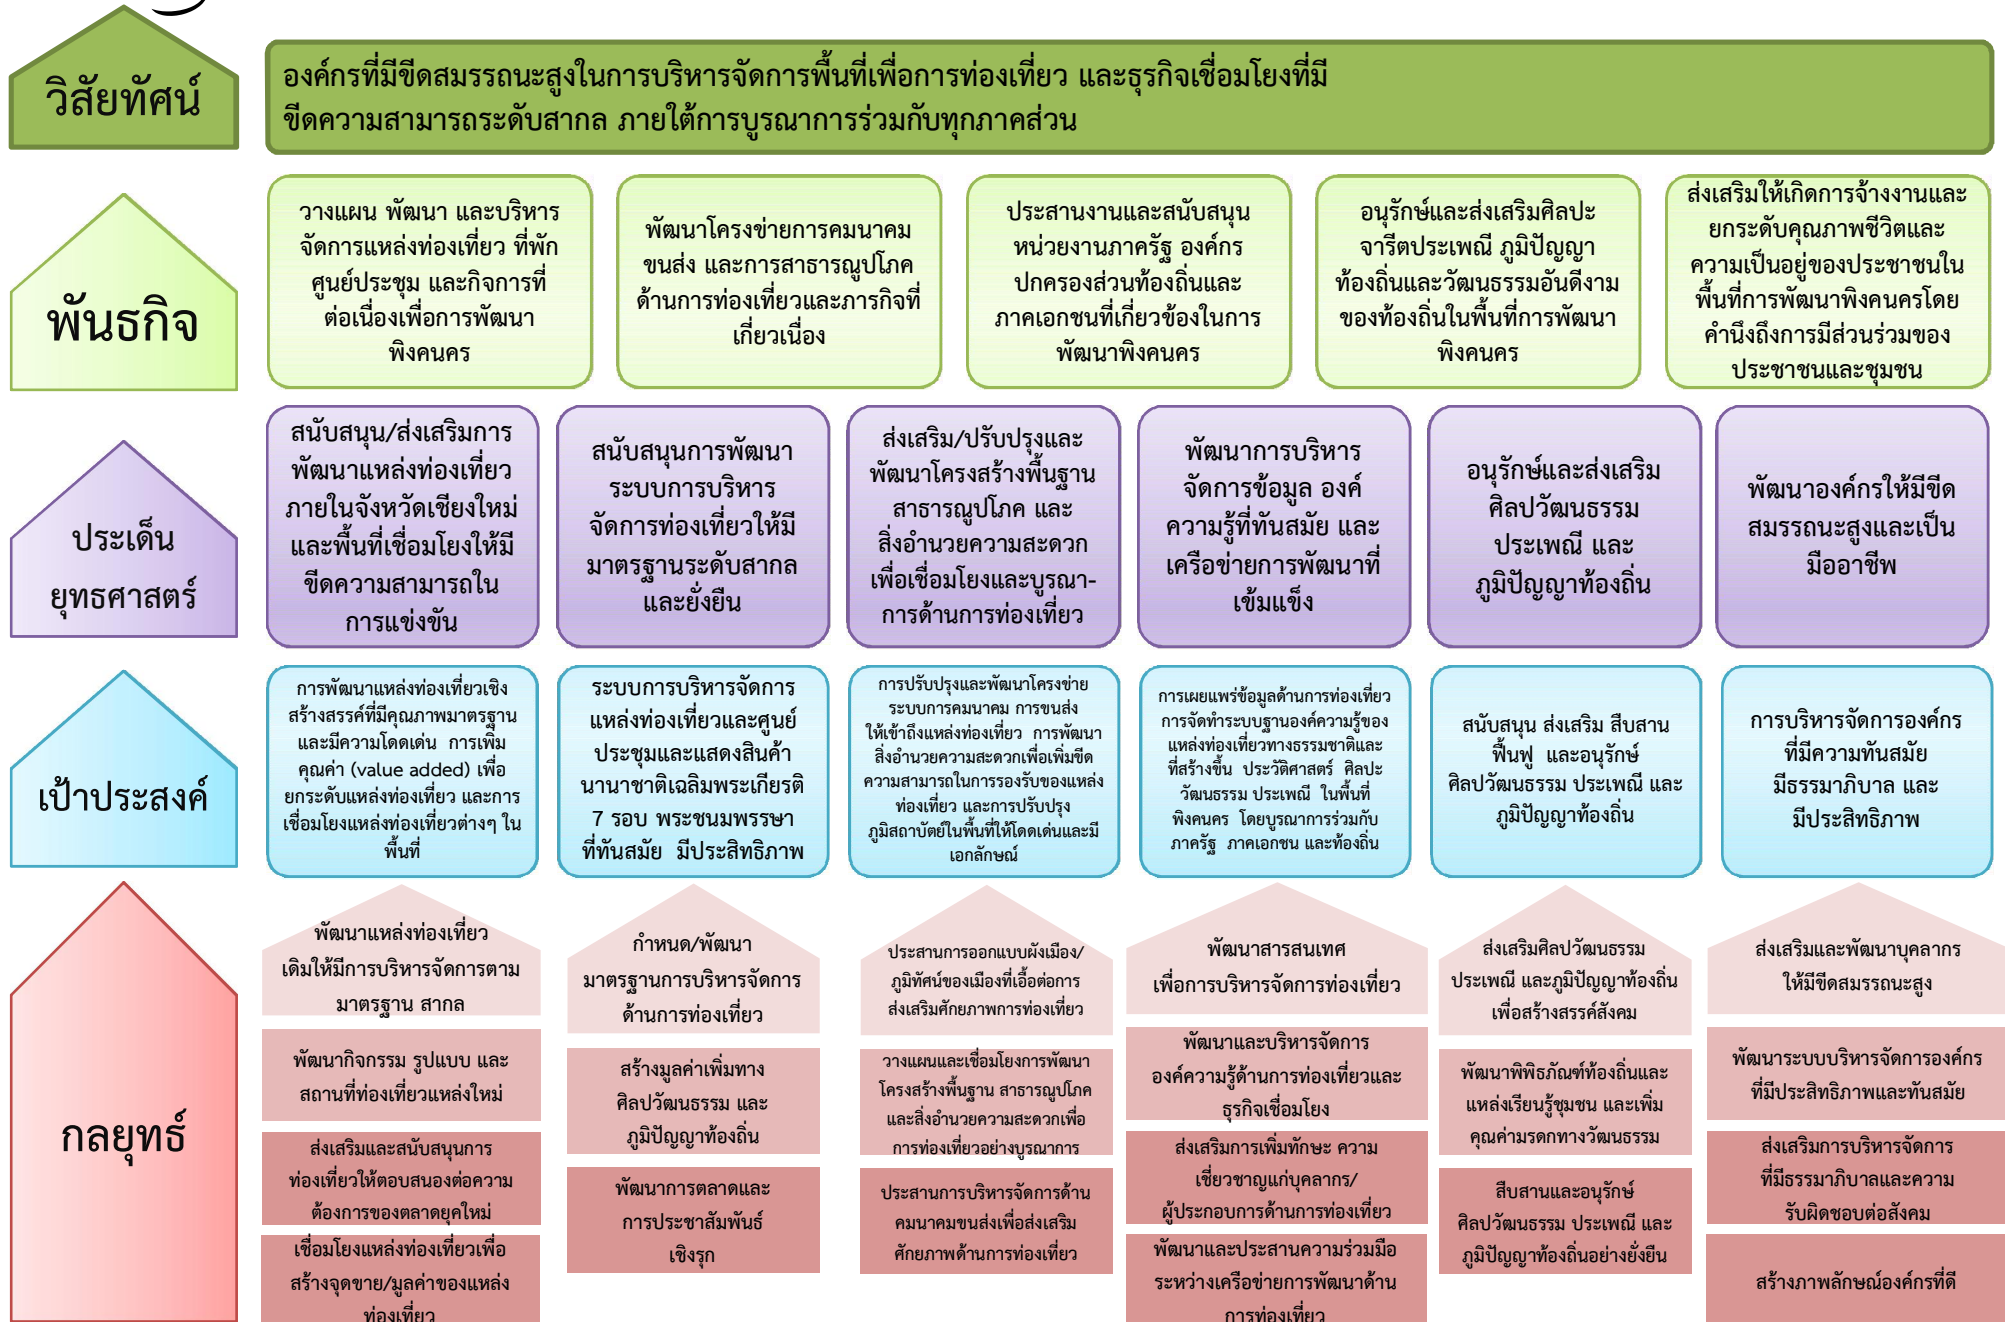 วิสัยทัศน์
องค์กรที่มีขีดสมรรถนะสูงในการบริหารจัดการพื้นที่เพื่อการท่องเที่ยว และธุรกิจเชื่อมโยงที่มี
ขีดความสามารถระดับสากล ภายใต้การบูรณาการร่วมกับทุกภาคส่วน
พันธกิจ
วางแผน พัฒนา และบริหาร
จัดการแหล่งท่องเที่ยว ที่พัก
ศูนย์ประชุม และกิจการที่
ต่อเนื่องเพื่อการพัฒนา
พิงคนคร
พัฒนาโครงข่ายการคมนาคม
ขนส่ง และการสาธารณูปโภค
ด้านการท่องเที่ยวและภารกิจที่
เกี่ยวเนื่อง
ประสานงานและสนับสนุน
หน่วยงานภาครัฐ องค์กร
ปกครองส่วนท้องถิ่นและ
ภาคเอกชนที่เกี่ยวข้องในการ
พัฒนาพิงคนคร
อนุรักษ์และส่งเสริมศิลปะ
จารีตประเพณี ภูมิปัญญา
ท้องถิ่นและวัฒนธรรมอันดีงาม
ของท้องถิ่นในพื้นที่การพัฒนา
พิงคนคร
ส่งเสริมให้เกิดการจ้างงานและ
ยกระดับคุณภาพชีวิตและ
ความเป็นอยู่ของประชาชนใน
พื้นที่การพัฒนาพิงคนครโดย
คำนึงถึงการมีส่วนร่วมของ
ประชาชนและชุมชน
ประเด็น
ยุทธศาสตร์
สนับสนุน/ส่งเสริมการ
พัฒนาแหล่งท่องเที่ยว
ภายในจังหวัดเชียงใหม่
และพื้นที่เชื่อมโยงให้มี
ขีดความสามารถใน
การแข่งขัน
สนับสนุนการพัฒนา
ระบบการบริหาร
จัดการท่องเที่ยวให้มี
มาตรฐานระดับสากล
และยั่งยืน
ส่งเสริม/ปรับปรุงและ
พัฒนาโครงสร้างพื้นฐาน
สาธารณูปโภค และ
สิ่งอำนวยความสะดวก
เพื่อเชื่อมโยงและบูรณา-
การด้านการท่องเที่ยว
พัฒนาการบริหาร
จัดการข้อมูล องค์
ความรู้ที่ทันสมัย และ
เครือข่ายการพัฒนาที่
เข้มแข็ง
อนุรักษ์และส่งเสริม
ศิลปวัฒนธรรม
ประเพณี และ
ภูมิปัญญาท้องถิ่น
พัฒนาองค์กรให้มีขีด
สมรรถนะสูงและเป็น
มืออาชีพ
เป้าประสงค์
การพัฒนาแหล่งท่องเที่ยวเชิง
สร้างสรรค์ที่มีคุณภาพมาตรฐาน
และมีความโดดเด่น การเพิ่ม
คุณค่า (value added) เพื่อ
ยกระดับแหล่งท่องเที่ยว และการ
เชื่อมโยงแหล่งท่องเที่ยวต่างๆ ใน
พื้นที่
ระบบการบริหารจัดการ
แหล่งท่องเที่ยวและศูนย์
ประชุมและแสดงสินค้า
นานาชาติเฉลิมพระเกียรติ
7 รอบ พระชนมพรรษา
ที่ทันสมัย มีประสิทธิภาพ
การปรับปรุงและพัฒนาโครงข่าย
ระบบการคมนาคม การขนส่ง
ให้เข้าถึงแหล่งท่องเที่ยว การพัฒนา
สิ่งอำนวยความสะดวกเพื่อเพิ่มขีด
ความสามารถในการรองรับของแหล่ง
ท่องเที่ยว และการปรับปรุง
ภูมิสถาบัตย์ในพื้นที่ให้โดดเด่นและมี
เอกลักษณ์
การเผยแพร่ข้อมูลด้านการท่องเที่ยว
การจัดทำระบบฐานองค์ความรู้ของ
แหล่งท่องเที่ยวทางธรรมชาติและ
ที่สร้างขึ้น ประวัติศาสตร์ ศิลปะ
วัฒนธรรม ประเพณี ในพื้นที่
พิงคนคร โดยบูรณาการร่วมกับ
ภาครัฐ ภาคเอกชน และท้องถิ่น
สนับสนุน ส่งเสริม สืบสาน
ฟื้นฟู และอนุรักษ์
ศิลปวัฒนธรรม ประเพณี และ
ภูมิปัญญาท้องถิ่น
การบริหารจัดการองค์กร
ที่มีความทันสมัย
มีธรรมาภิบาล และ
มีประสิทธิภาพ
กลยุทธ์
พัฒนาแหล่งท่องเที่ยว
เดิมให้มีการบริหารจัดการตาม
มาตรฐาน สากล
พัฒนากิจกรรม รูปแบบ และ
สถานที่ท่องเที่ยวแหล่งใหม่
ส่งเสริมและสนับสนุนการ
ท่องเที่ยวให้ตอบสนองต่อความ
ต้องการของตลาดยุคใหม่
เชื่อมโยงแหล่งท่องเที่ยวเพื่อ
สร้างจุดขาย/มูลค่าของแหล่ง
ท่องเที่ยว
กำหนด/พัฒนา
มาตรฐานการบริหารจัดการ
ด้านการท่องเที่ยว
สร้างมูลค่าเพิ่มทาง
ศิลปวัฒนธรรม และ
ภูมิปัญญาท้องถิ่น
พัฒนาการตลาดและ
การประชาสัมพันธ์
เชิงรุก
ประสานการออกแบบผังเมือง/
ภูมิทัศน์ของเมืองที่เอื้อต่อการ
ส่งเสริมศักยภาพการท่องเที่ยว
วางแผนและเชื่อมโยงการพัฒนา
โครงสร้างพื้นฐาน สาธารณูปโภค
และสิ่งอำนวยความสะดวกเพื่อ
การท่องเที่ยวอย่างบูรณาการ
ประสานการบริหารจัดการด้าน
คมนาคมขนส่งเพื่อส่งเสริม
ศักยภาพด้านการท่องเที่ยว
พัฒนาสารสนเทศ
เพื่อการบริหารจัดการท่องเที่ยว
พัฒนาและบริหารจัดการ
องค์ความรู้ด้านการท่องเที่ยวและ
ธุรกิจเชื่อมโยง
ส่งเสริมการเพิ่มทักษะ ความ
เชี่ยวชาญแก่บุคลากร/
ผู้ประกอบการด้านการท่องเที่ยว
พัฒนาและประสานความร่วมมือ
ระหว่างเครือข่ายการพัฒนาด้าน
การท่องเที่ยว
ส่งเสริมศิลปวัฒนธรรม
ประเพณี และภูมิปัญญาท้องถิ่น
เพื่อสร้างสรรค์สังคม
พัฒนาพิพิธภัณฑ์ท้องถิ่นและ
แหล่งเรียนรู้ชุมชน และเพิ่ม
คุณค่ามรดกทางวัฒนธรรม
สืบสานและอนุรักษ์
ศิลปวัฒนธรรม ประเพณี และ
ภูมิปัญญาท้องถิ่นอย่างยั่งยืน
ส่งเสริมและพัฒนาบุคลากร
ให้มีขีดสมรรถนะสูง
พัฒนาระบบบริหารจัดการองค์กร
ที่มีประสิทธิภาพและทันสมัย
ส่งเสริมการบริหารจัดการ
ที่มีธรรมาภิบาลและความ
รับผิดชอบต่อสังคม
สร้างภาพลักษณ์องค์กรที่ดี